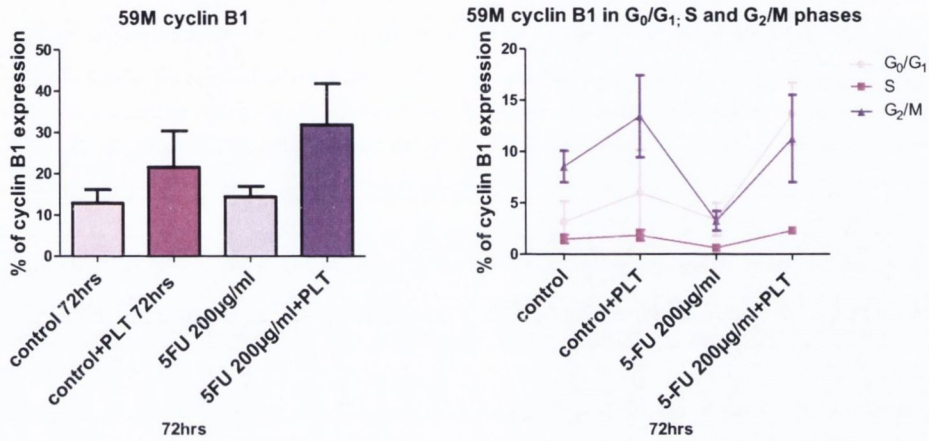 59M cyclin B1
% of cyclin B1 expression
50
40
30
20
10
0
control 72hrs
control+PLT 72hrs
5FU 200µg/ml
5FU 200µg/ml+PLT
72hrs
59M cyclin B1 in G₀/G₁; S and G₂/M phases
% of cyclin B1 expression
20
15
10
5
0
control
control+PLT
5-FU 200µg/ml
5-FU 200µg/ml+PLT
72hrs
G₀/G₁
S
G₂/M